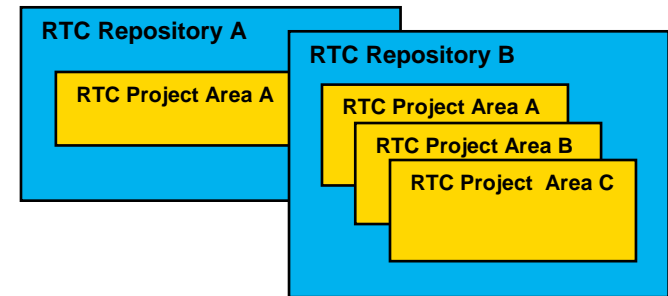 RTC Repository A
RTC Project Area A
RTC Repository B
RTC Project Area A
RTC Project Area B
RTC Project Area C